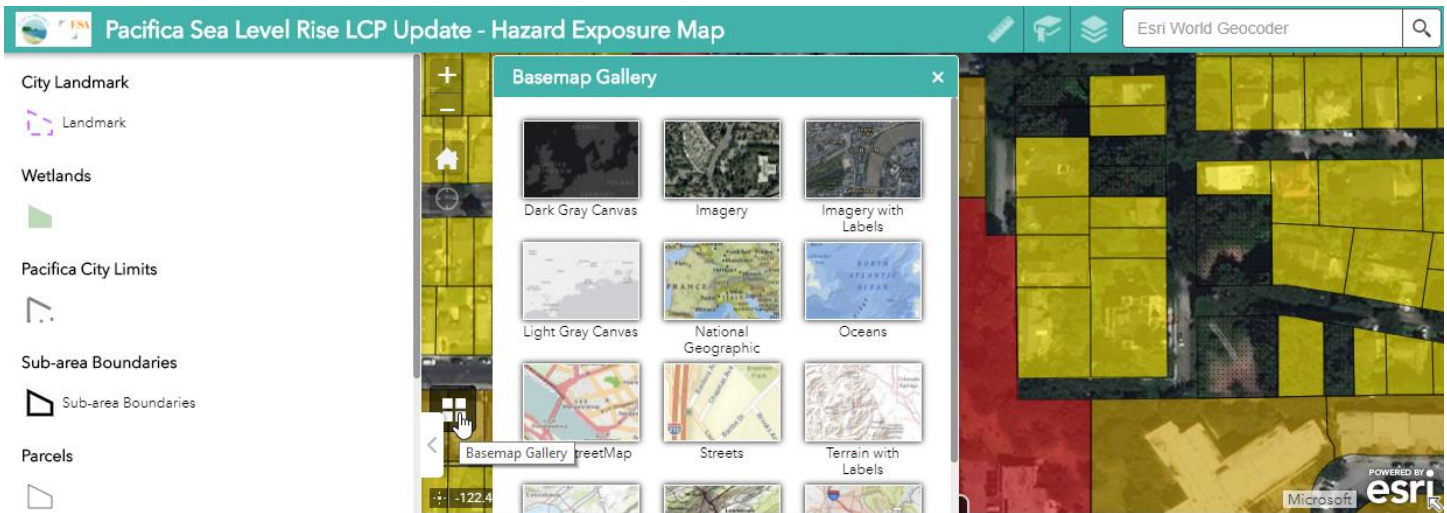 ESA
Pacifica Sea Level Rise LCP Update - Hazard Exposure Map
Esri World Geocoder
City Landmark
Landmark
Wetlands
Pacifica City Limits
Sub-area Boundaries
Sub-area Boundaries
Parcels
Basemap Gallery
Dark Gray Canvas
Imagery
Imagery with
Labels
Light Gray Canvas
National
Geographic
Oceans
treetMap
Streets
Terrain with
Labels
Basemap Gallery
-122.4
Microsoft
POWERED BY
esri